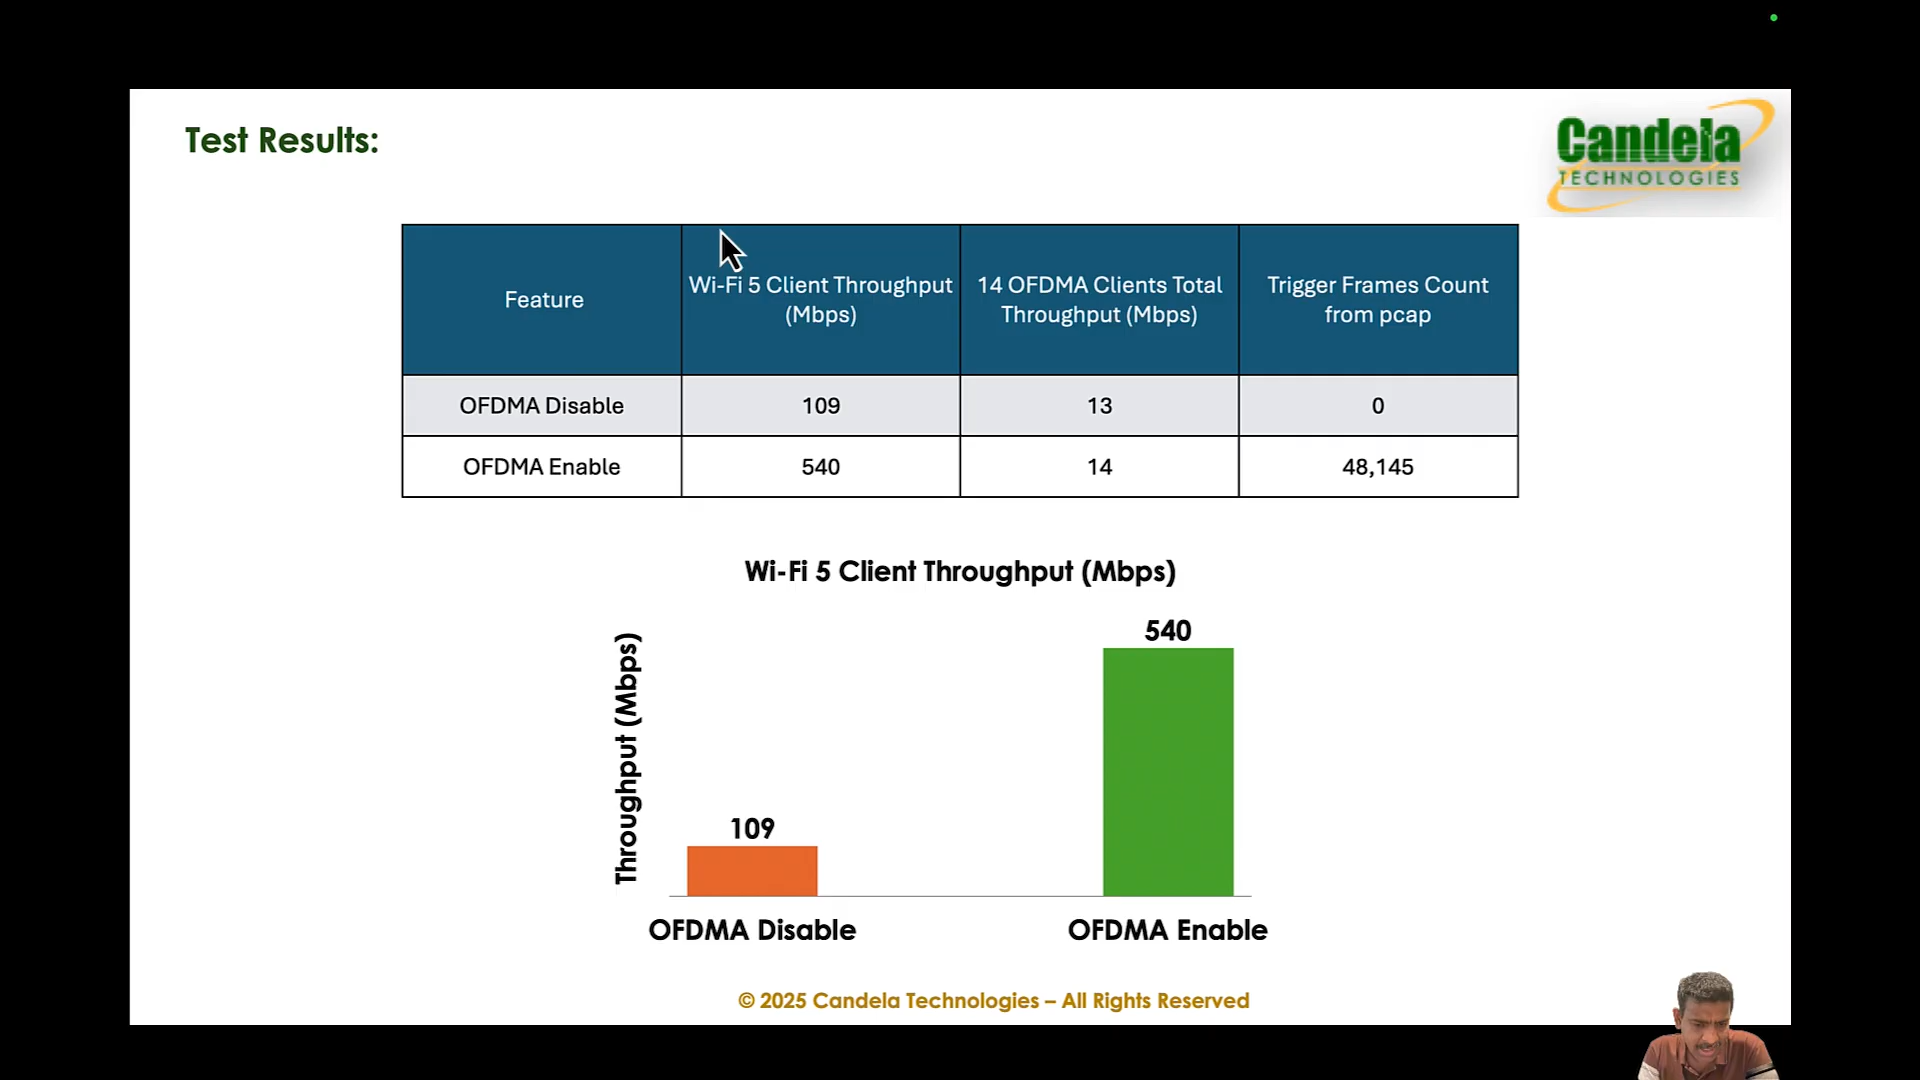 Test Results:
Candela
TECHNOLOGIES
Feature
Wi-Fi 5 Client Throughput
(Mbps)
14 OFDMA Clients Total
Throughput (Mbps)
Trigger Frames Count
from pcap
OFDMA Disable
109
13
0
OFDMA Enable
540
14
48,145
Wi-Fi 5 Client Throughput (Mbps)
Throughput (Mbps)
540
109
OFDMA Disable
OFDMA Enable
© 2025 Candela Technologies – All Rights Reserved